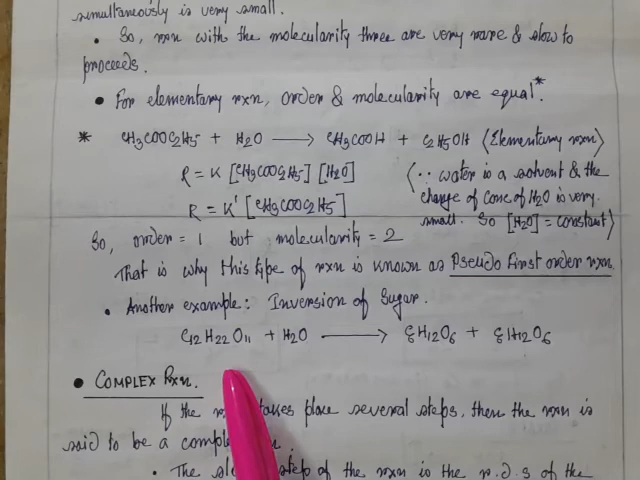 simultaneously is very small.
• So, rxn with the molecularity three are very rare & slow to
proceeds.
• For elementary rxn, order & molecularity are equal.*
* CH3COOC2H5 + H2O ⟶ CH3COOH + C2H5OH (Elementary rxn)
R = K [CH3COOC2H5] [H2O]
R = K' [CH3COOC2H5]
(∵ water is a solvent & the
change of conc of H2O is very
small. So [H2O] = constant)
So, order = 1 but molecularity = 2
That is why this type of rxn is known as Pseudo first order rxn.
• Another example: Inversion of Sugar.
C12H22O11 + H2O ⟶ C6H12O6 + C6H12O6
• COMPLEX Rxn.
If the takes place several steps, then the rxn is
said to be a
• The step of the rxn is the r.d.s of the